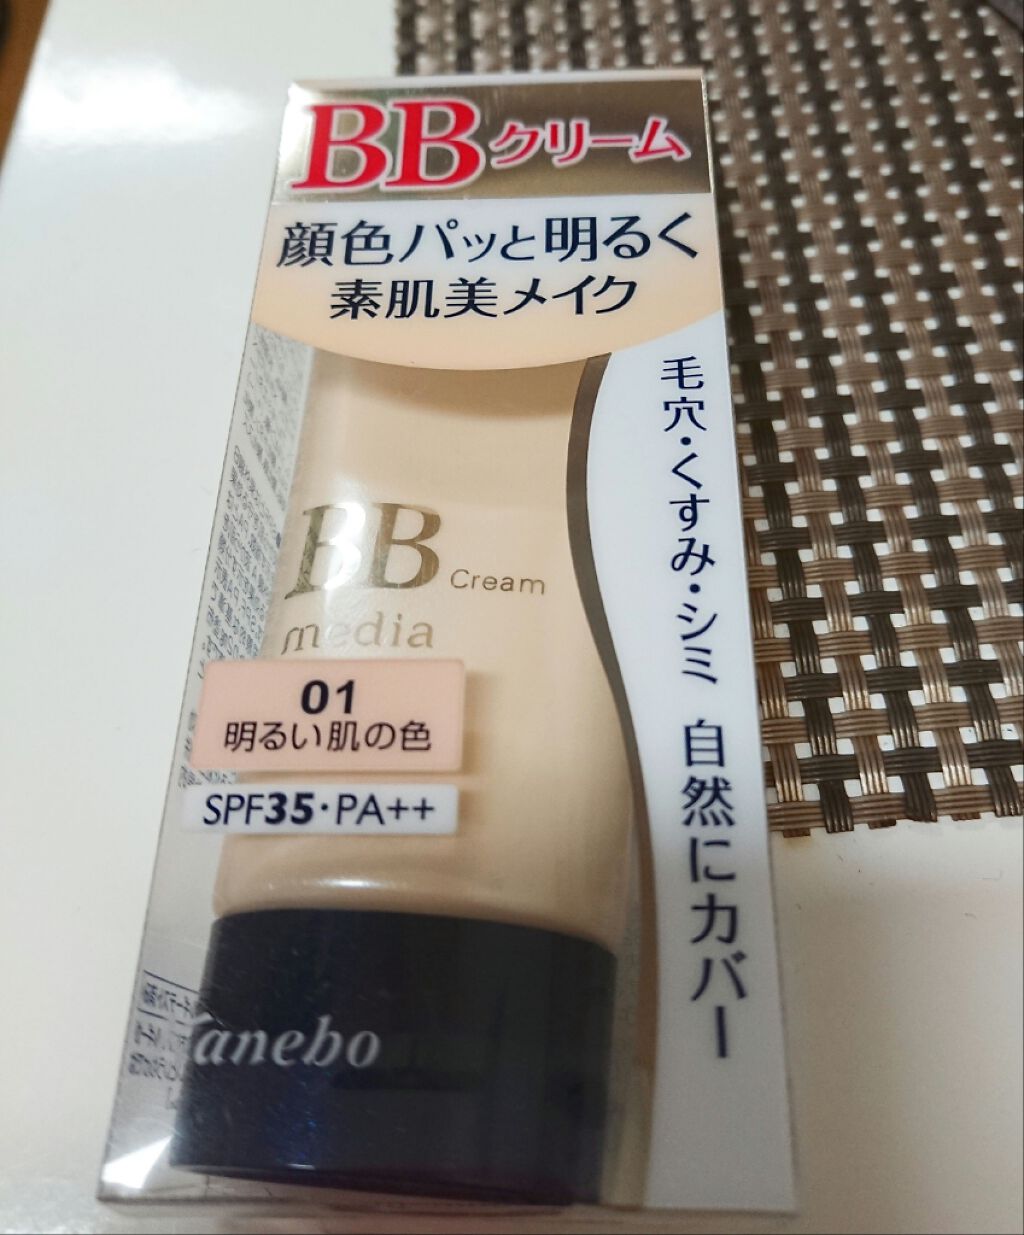 BBクリーム
顔色パッと明るく
素肌美メイク
毛穴・くすみ・シミ 自然にカバー
BB Cream
media
01
明るい肌の色
SPF35・PA++
Kanebo